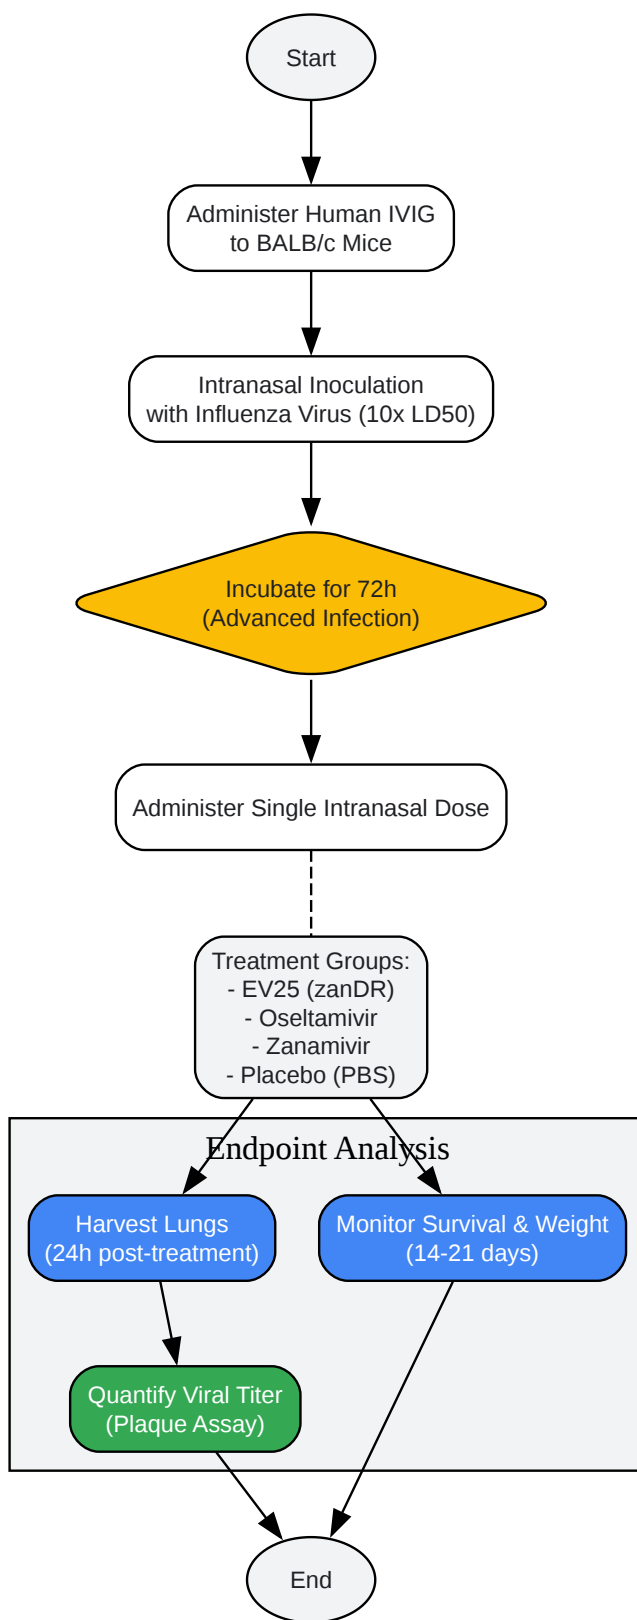 Start
Administer Human IVIG
to BALB/c Mice
Intranasal Inoculation
with Influenza Virus (10x LD50)
Incubate for 72h
(Advanced Infection)
Administer Single Intranasal Dose
Treatment Groups:
- EV25 (zanDR)
- Oseltamivir
- Zanamivir
- Placebo (PBS)
Endpoint Analysis
Harvest Lungs
(24h post-treatment)
Monitor Survival & Weight
(14-21 days)
Quantify Viral Titer
(Plaque Assay)
End